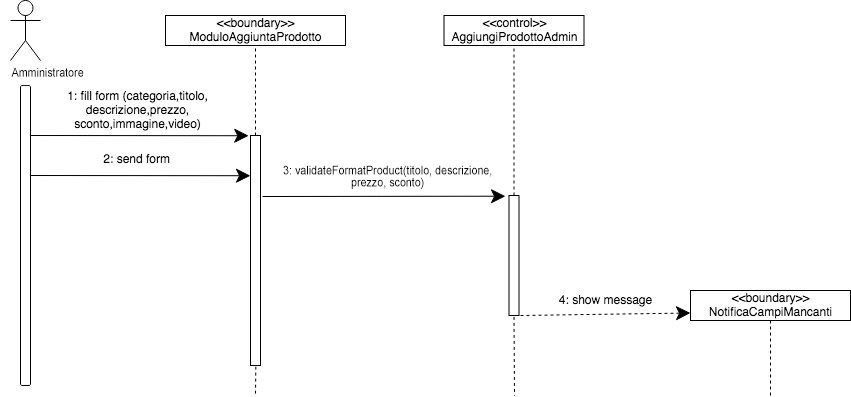 <<boundary>>
ModuloAggiuntaProdotto
<<control>>
AggiungiProdottoAdmin
Amministratore
1: fill form (categoria,titolo,
descrizione,prezzo,
sconto,immagine,video)
2: send form
3: validateFormatProduct(titolo, descrizione,
prezzo, sconto)
4: show message
<<boundary>>
NotificaCampiMancanti